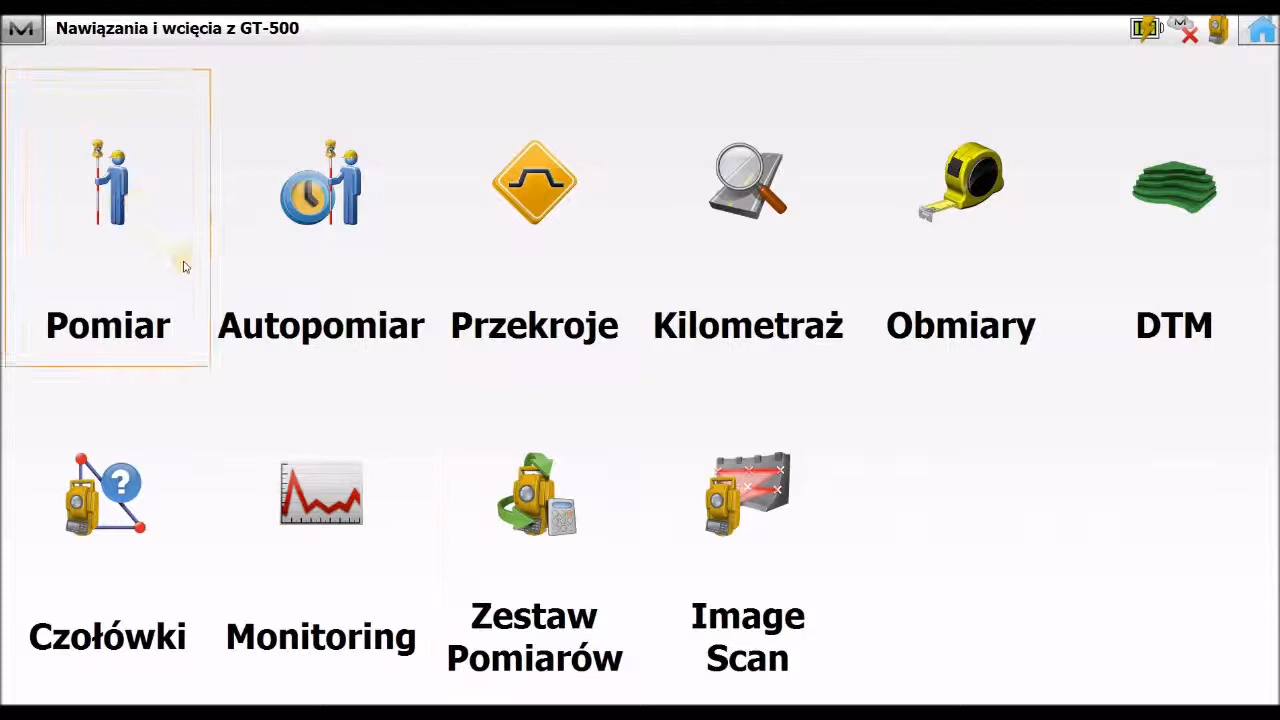 M
Nawiązania i wcięcia z GT-500
M
Pomiar
Autopomiar
Przekroje
Kilometraż
Obmiary
DTM
?
Czołówki
Monitoring
Zestaw
Pomiarów
Image
Scan